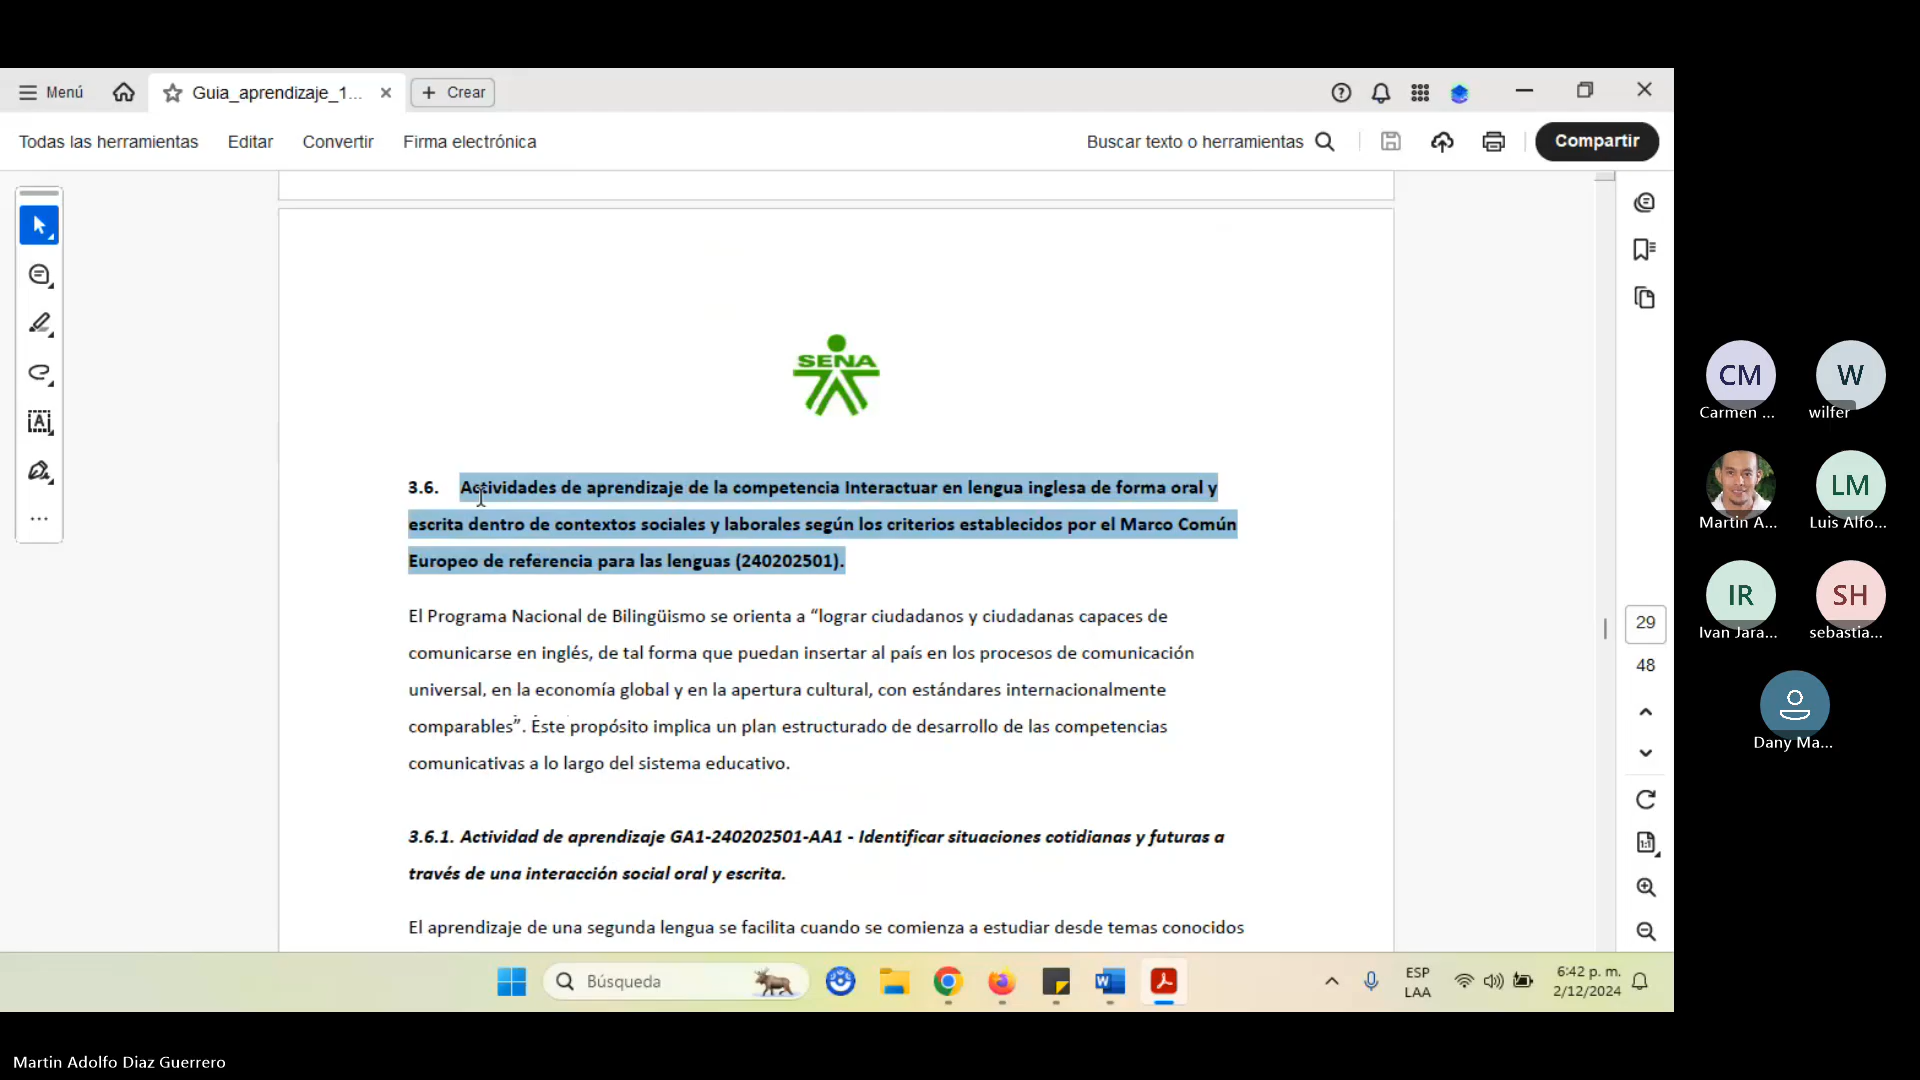 Menú
Guia_aprendizaje_1...
Crear
Todas las herramientas
Editar
Convertir
Firma electrónica
Buscar texto o herramientas
Compartir
SENA
3.6. Actividades de aprendizaje de la competencia Interactuar en lengua inglesa de forma oral y
escrita dentro de contextos sociales y laborales según los criterios establecidos por el Marco Común
Europeo de referencia para las lenguas (240202501).
El Programa Nacional de Bilingüismo se orienta a “lograr ciudadanos y ciudadanas capaces de
comunicarse en inglés, de tal forma que puedan insertar al país en los procesos de comunicación
universal, en la economía global y en la apertura cultural, con estándares internacionalmente
comparables”. Este propósito implica un plan estructurado de desarrollo de las competencias
comunicativas a lo largo del sistema educativo.
3.6.1. Actividad de aprendizaje GA1-240202501-AA1 - Identificar situaciones cotidianas y futuras a
través de una interacción social oral y escrita.
El aprendizaje de una segunda lengua se facilita cuando se comienza a estudiar desde temas conocidos
29
48
1:1
CM
Carmen ...
W
wilfer
Martin A...
LM
Luis Alfo...
IR
Ivan Jara...
SH
sebastia...
Dany Ma...
Búsqueda
ESP
LAA
6:42 p. m.
2/12/2024
Martin Adolfo Diaz Guerrero